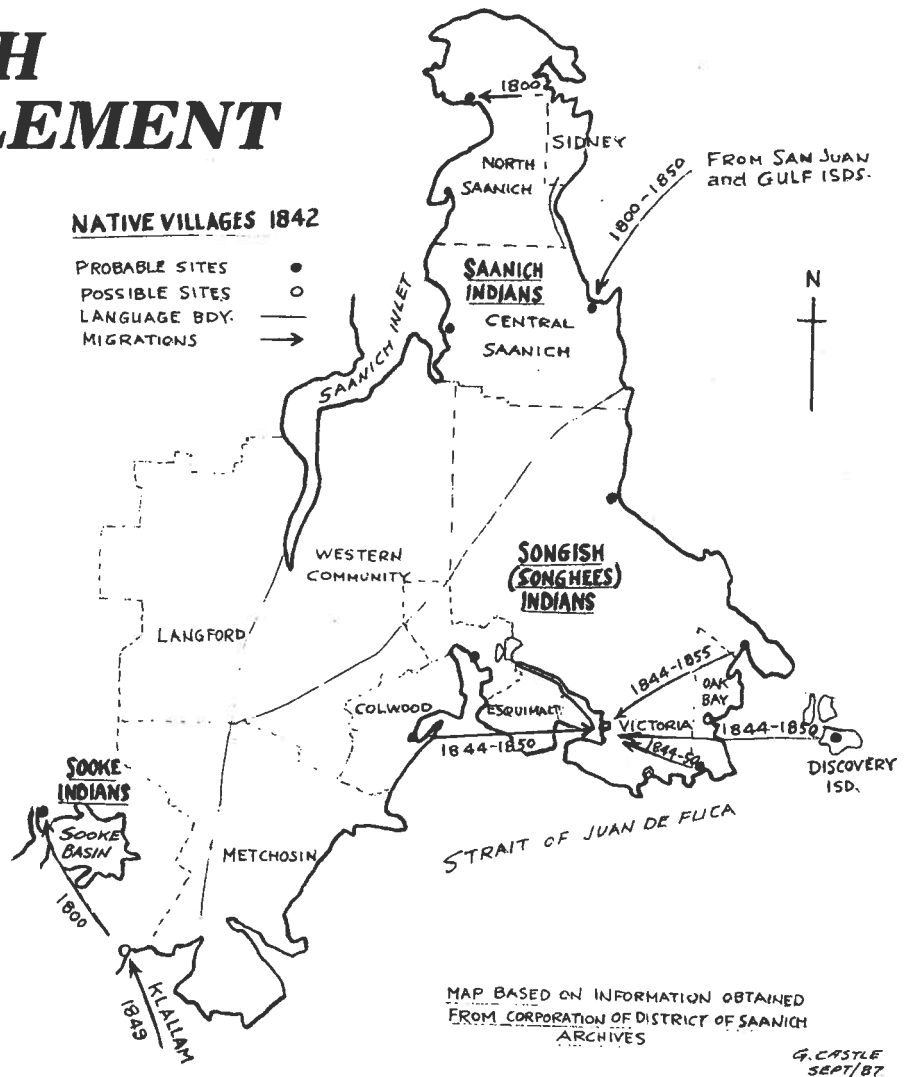 H
LEMENT
NATIVE VILLAGES 1842
PROBABLE SITES
POSSIBLE SITES
LANGUAGE BDY.
MIGRATIONS
1800
SIDNEY
NORTH
SAANICH
FROM SAN JUAN
and GULF ISDS.
1800-1850
SAANICH
INDIANS
CENTRAL
SAANICH
N
SAANICH INLET
WESTERN
COMMUNITY
SONGISH
(SONGHEES)
INDIANS
LANGFORD
1844-1855
OAK
BAY
COLWOOD
ESQUIMALT
VICTORIA
1844-1850
1844-1850
1844-50
DISCOVERY
ISD.
SOOKE
INDIANS
SOOKE
BASIN
METCHOSIN
STRAIT OF JUAN DE FUCA
1800
KLALLAM
1849
MAP BASED ON INFORMATION OBTAINED
FROM CORPORATION OF DISTRICT OF SAANICH
ARCHIVES
G. CASTLE
SEPT/87